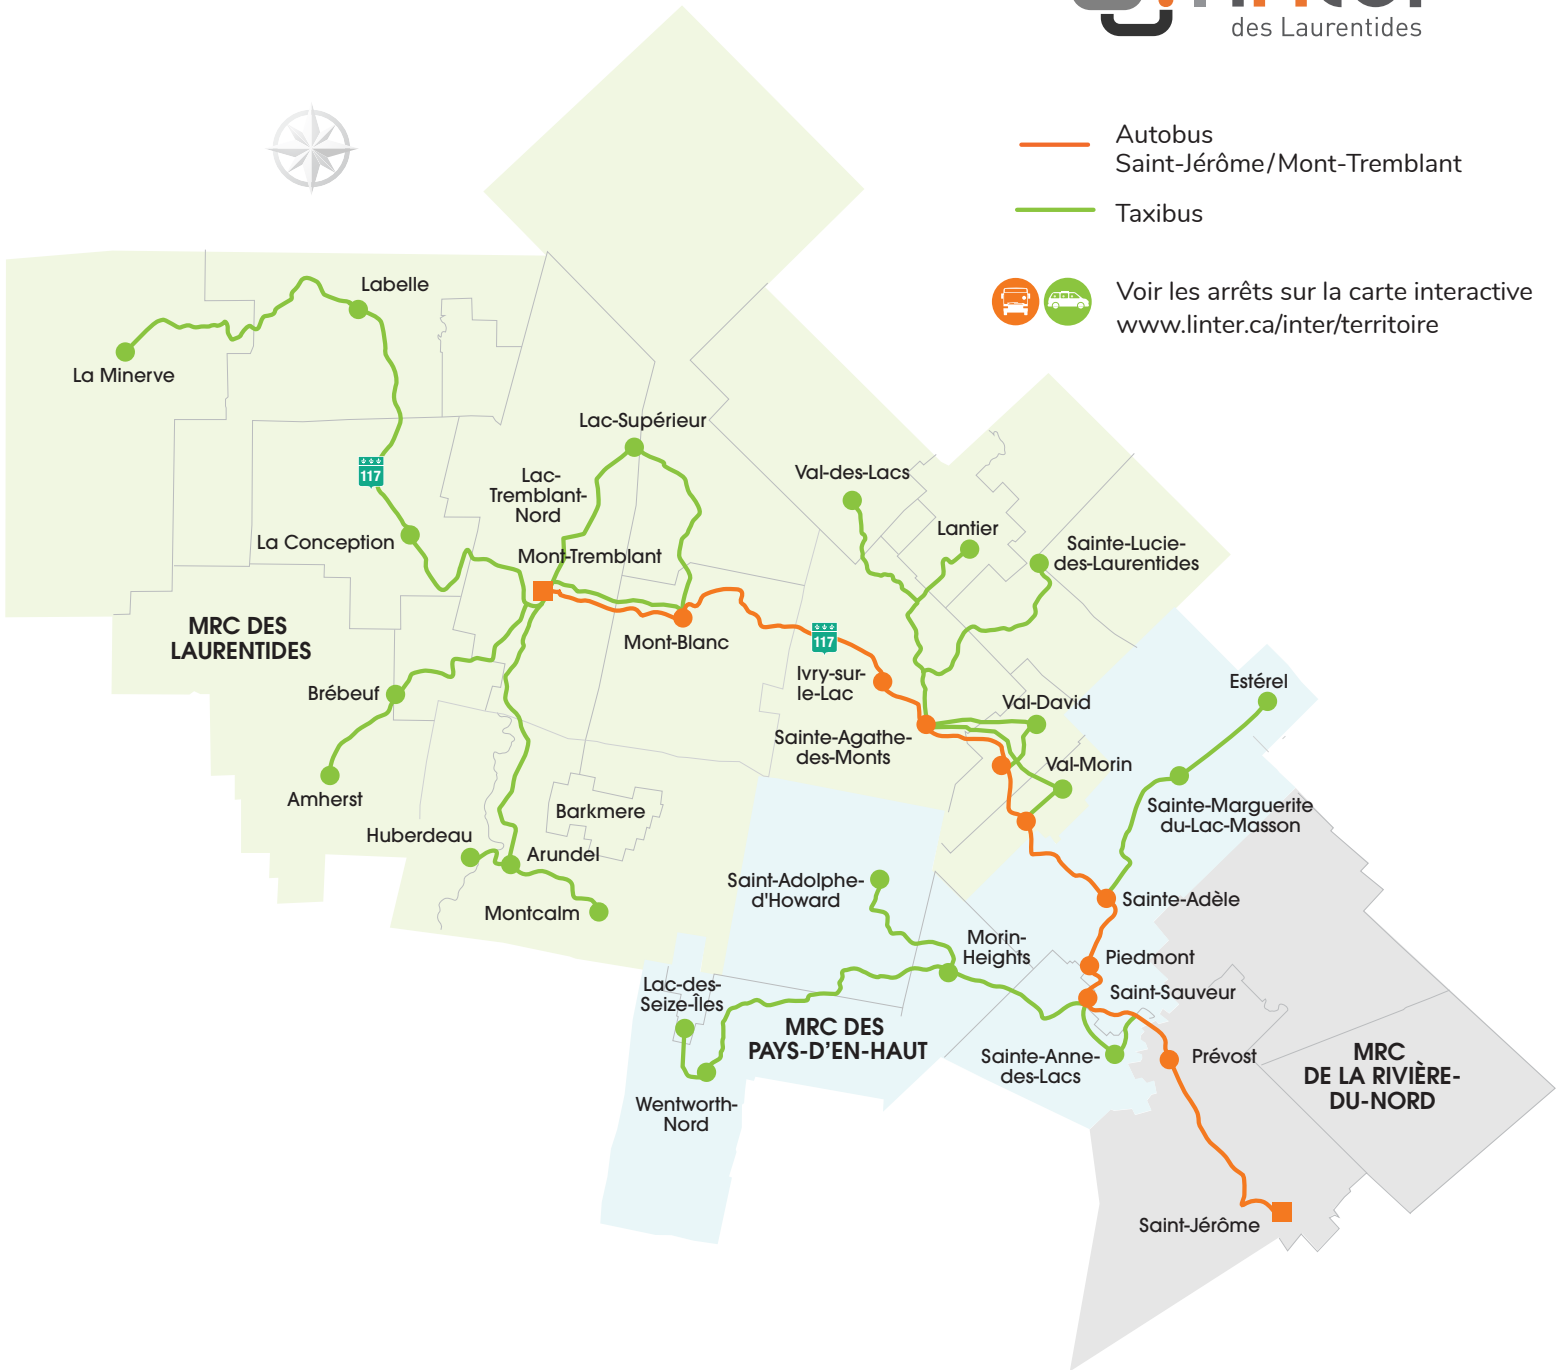 des Laurentides
Autobus
Saint-Jérôme/Mont-Tremblant
Taxibus
Voir les arrêts sur la carte interactive
www.linter.ca/inter/territoire
Labelle
La Minerve
Lac-Supérieur
117
Lac-
Tremblant-
Nord
Val-des-Lacs
Lantier
Sainte-Lucie-
des-Laurentides
La Conception
Mont-Tremblant
MRC DES
LAURENTIDES
Mont-Blanc
117
Ivry-sur-
le-Lac
Brébeuf
Estérel
Val-David
Sainte-Agathe-
des-Monts
Val-Morin
Amherst
Barkmere
Sainte-Marguerite
du-Lac-Masson
Huberdeau
Arundel
Saint-Adolphe-
d'Howard
Sainte-Adèle
Montcalm
Morin-
Heights
Piedmont
Lac-des-
Seize-Îles
Saint-Sauveur
MRC DES
PAYS-D'EN-HAUT
Sainte-Anne-
des-Lacs
Prévost
MRC
DE LA RIVIÈRE-
DU-NORD
Wentworth-
Nord
Saint-Jérôme